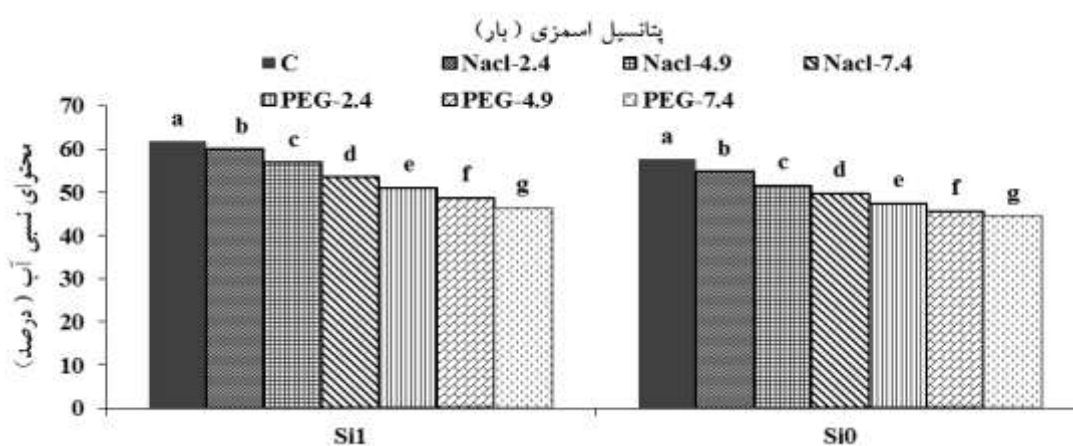 پتانسیل اسمزی ( بار)
C Nacl-2.4 Nacl-4.9 Nacl-7.4
PEG-2.4 PEG-4.9 PEG-7.4
محتوای نسبی آب ( درصد)
70
60
50
40
30
20
10
0
a b c d e f g
a b c d e f g
Si1 Si0